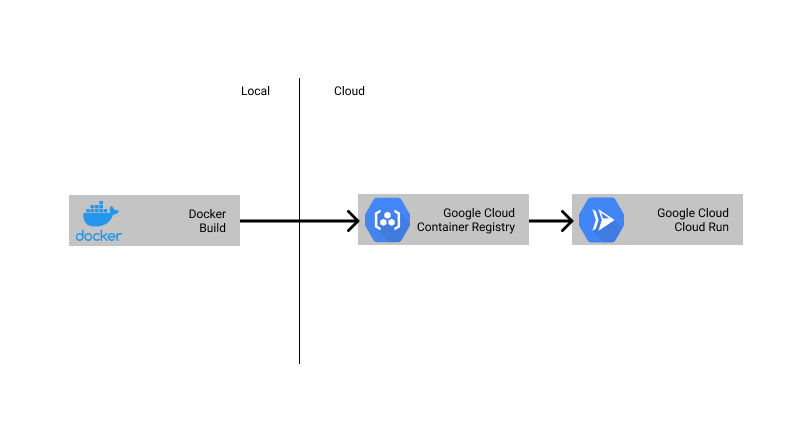 Local
Cloud
docker
Docker
Build
Google Cloud
Container Registry
Google Cloud
Cloud Run